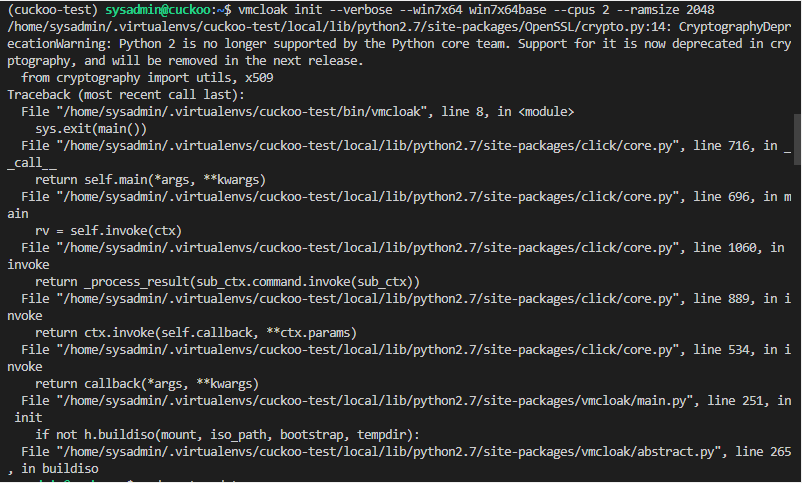 (cuckoo-test) sysadmin@cuckoo:~$ vmcloak init --verbose --win7x64 win7x64base --cpus 2 --ramsize 2048
/home/sysadmin/.virtualenvs/cuckoo-test/local/lib/python2.7/site-packages/OpenSSL/crypto.py:14: CryptographyDepr
ecationWarning: Python 2 is no longer supported by the Python core team. Support for it is now deprecated in cry
ptography, and will be removed in the next release.
  from cryptography import utils, x509
Traceback (most recent call last):
  File "/home/sysadmin/.virtualenvs/cuckoo-test/bin/vmcloak", line 8, in <module>
    sys.exit(main())
  File "/home/sysadmin/.virtualenvs/cuckoo-test/local/lib/python2.7/site-packages/click/core.py", line 716, in _
_call__
    return self.main(*args, **kwargs)
  File "/home/sysadmin/.virtualenvs/cuckoo-test/local/lib/python2.7/site-packages/click/core.py", line 696, in m
ain
    rv = self.invoke(ctx)
  File "/home/sysadmin/.virtualenvs/cuckoo-test/local/lib/python2.7/site-packages/click/core.py", line 1060, in
invoke
    return _process_result(sub_ctx.command.invoke(sub_ctx))
  File "/home/sysadmin/.virtualenvs/cuckoo-test/local/lib/python2.7/site-packages/click/core.py", line 889, in i
nvoke
    return ctx.invoke(self.callback, **ctx.params)
  File "/home/sysadmin/.virtualenvs/cuckoo-test/local/lib/python2.7/site-packages/click/core.py", line 534, in i
nvoke
    return callback(*args, **kwargs)
  File "/home/sysadmin/.virtualenvs/cuckoo-test/local/lib/python2.7/site-packages/vmcloak/main.py", line 251, in
 init
    if not h.buildiso(mount, iso_path, bootstrap, tempdir):
  File "/home/sysadmin/.virtualenvs/cuckoo-test/local/lib/python2.7/site-packages/vmcloak/abstract.py", line 265
, in buildiso